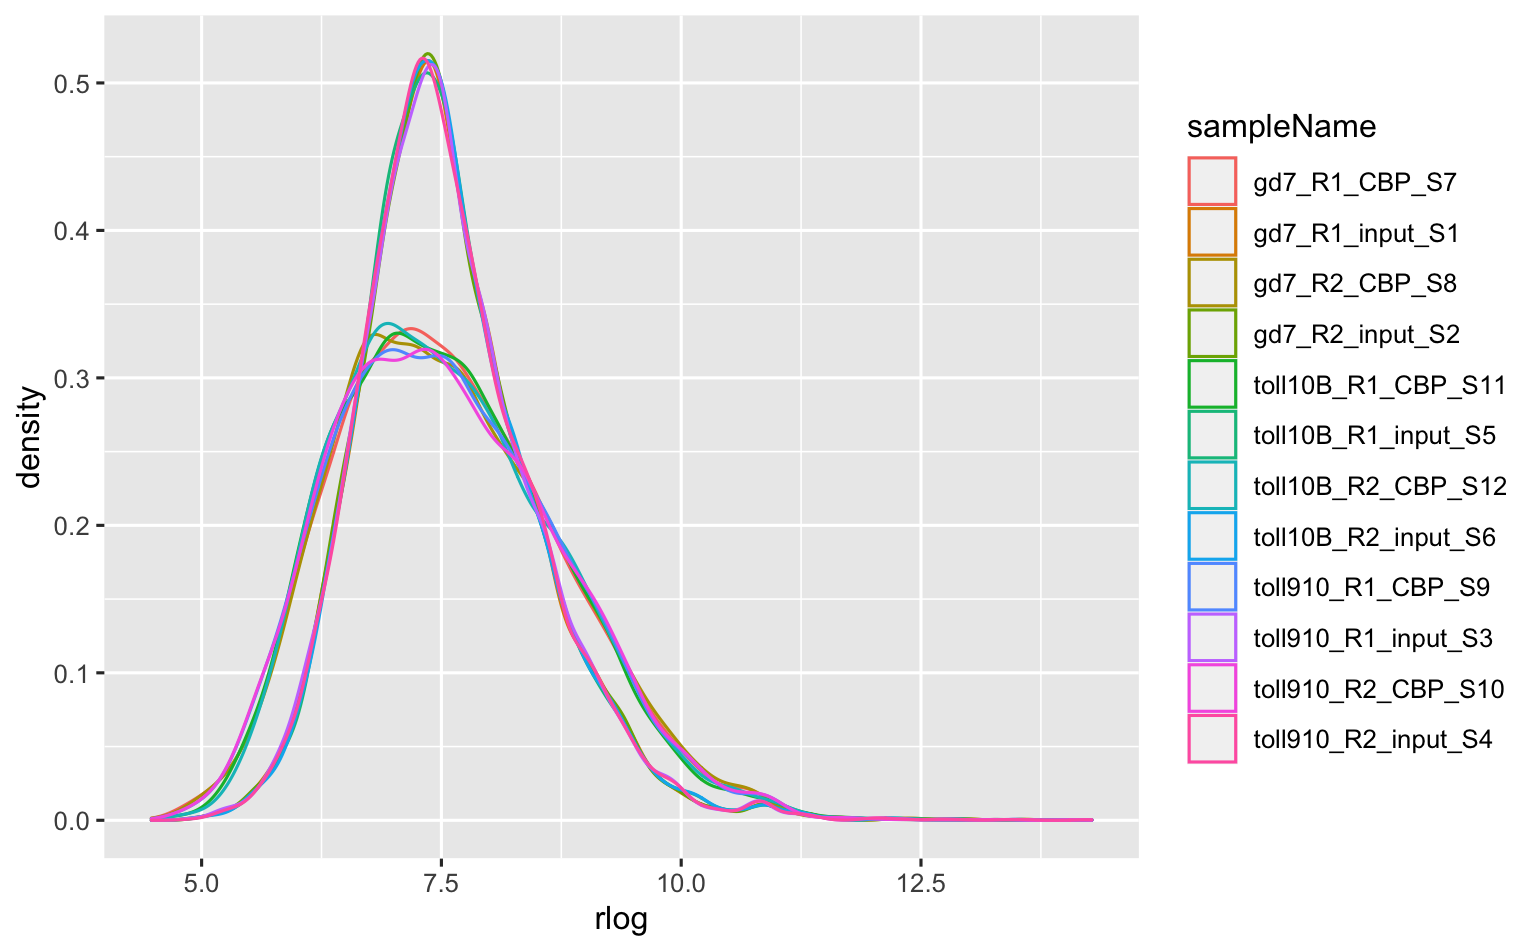 density
0.5
0.4
0.3
0.2
0.1
0.0
5.0 7.5 10.0 12.5
rlog
sampleName
gd7_R1_CBP_S7
gd7_R1_input_S1
gd7_R2_CBP_S8
gd7_R2_input_S2
toll10B_R1_CBP_S11
toll10B_R1_input_S5
toll10B_R2_CBP_S12
toll10B_R2_input_S6
toll910_R1_CBP_S9
toll910_R1_input_S3
toll910_R2_CBP_S10
toll910_R2_input_S4